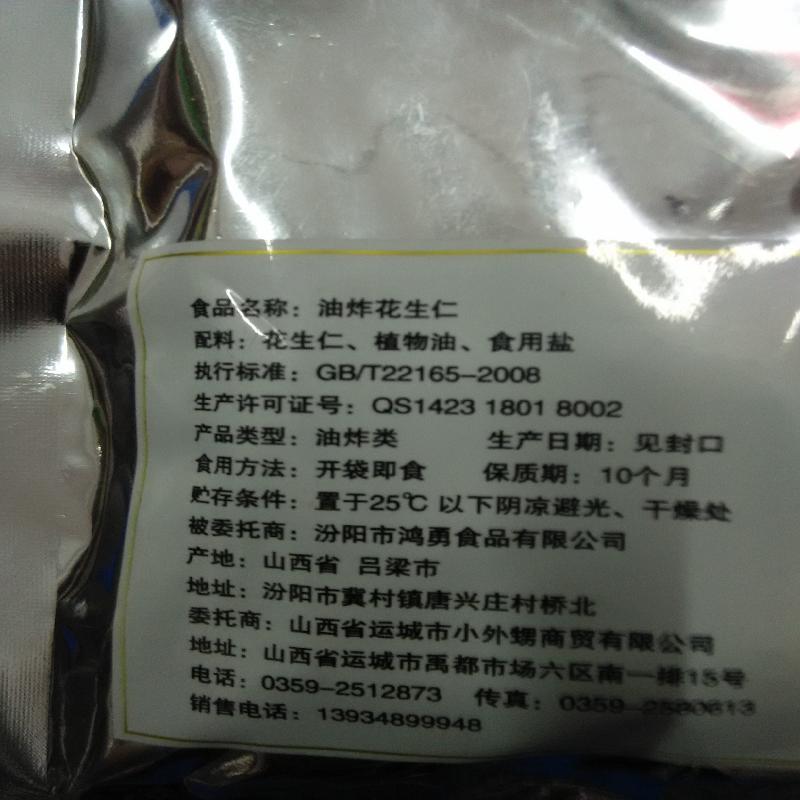 食品名称：油炸花生仁
配料：花生仁、植物油、食用盐
执行标准：GB/T22165-2008
生产许可证号：QS1423 1801 8002
产品类型：油炸类 生产日期：见封口
食用方法：开袋即食 保质期：10个月
贮存条件：置于25℃ 以下阴凉避光、干燥处
被委托商：汾阳市鸿勇食品有限公司
产地：山西省 吕梁市
地址：汾阳市冀村镇唐兴庄村桥北
委托商：山西省运城市小外甥商贸有限公司
地址：山西省运城市禹都市场六区南一排15号
电话：0359-2512873 传真：0359-
销售电话：13934899948